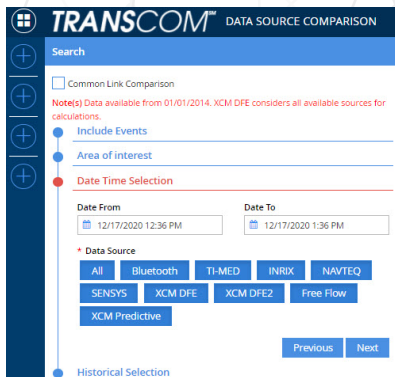 TRANSCOM™ DATA SOURCE COMPARISON
Search
Common Link Comparison
Note(s) Data available from 01/01/2014. XCM DFE considers all available sources for
calculations.
Include Events
Area of interest
Date Time Selection
Date From Date To
12/17/2020 12:36 PM 12/17/2020 1:36 PM
* Data Source
All Bluetooth TI-MED INRIX NAVTEQ
SENSYS XCM DFE XCM DFE2 Free Flow
XCM Predictive
Previous Next
Historical Selection